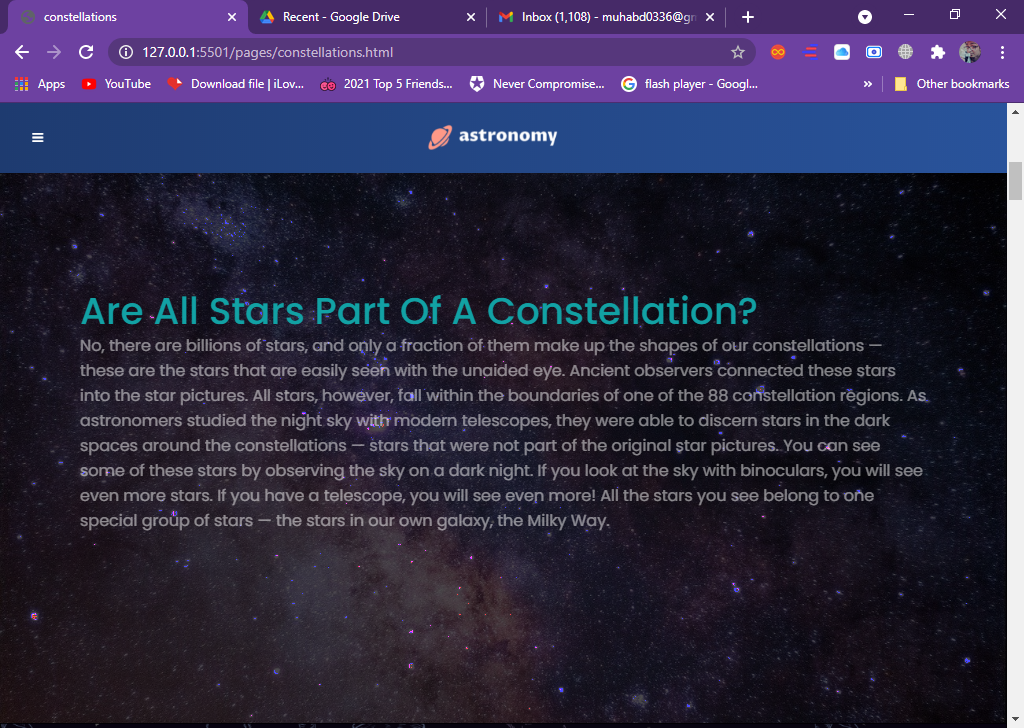 constellations
Recent - Google Drive
Inbox (1,108) - muhabd0336@gn
127.0.0.1:5501/pages/constellations.html
Apps
YouTube
Download file | iLov...
2021 Top 5 Friends...
Never Compromise...
flash player - Googl...
»
Other bookmarks
astronomy
Are All Stars Part Of A Constellation?
No, there are billions of stars, and only a fraction of them make up the shapes of our constellations —
these are the stars that are easily seen with the unaided eye. Ancient observers connected these stars
into the star pictures. All stars, however, fall within the boundaries of one of the 88 constellation regions. As
astronomers studied the night sky with modern telescopes, they were able to discern stars in the dark
spaces around the constellations — stars that were not part of the original star pictures. You can see
some of these stars by observing the sky on a dark night. If you look at the sky with binoculars, you will see
even more stars. If you have a telescope, you will see even more! All the stars you see belong to one
special group of stars — the stars in our own galaxy, the Milky Way.